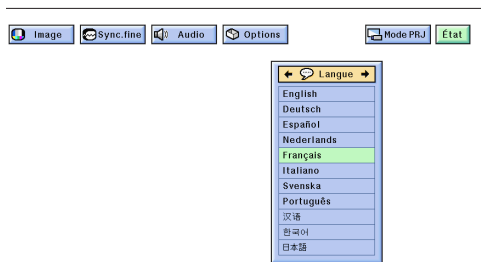 Image Sync.fine Audio Options Mode PRJ État
Langue
English
Deutsch
Español
Nederlands
Français
Italiano
Svenska
Português
汉语
한국어
日本語